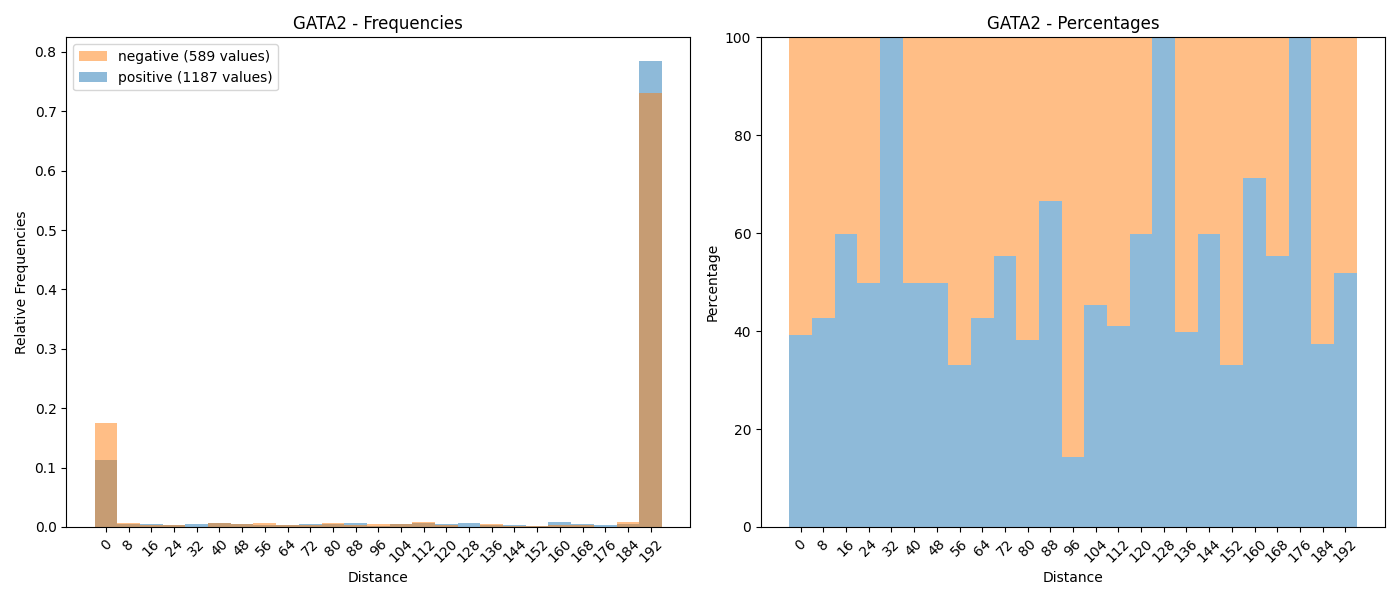 GATA2 - Frequencies
0.8
0.7
0.6
0.5
0.4
0.3
0.2
0.1
0.0
Relative Frequencies
negative (589 values)
positive (1187 values)
0 8 16 24 32 40 48 56 64 72 80 88 96 104 112 120 128 136 144 152 160 168 176 184 192
Distance
GATA2 - Percentages
100
80
60
40
20
0
Percentage
0 8 16 24 32 40 48 56 64 72 80 88 96 104 112 120 128 136 144 152 160 168 176 184 192
Distance